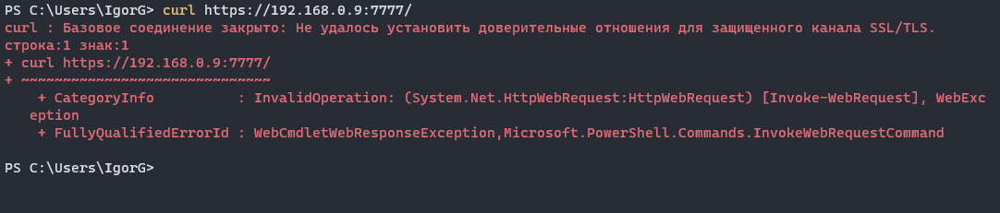 PS C:\Users\IgorG> curl https://192.168.0.9:7777/
curl : Базовое соединение закрыто: Не удалось установить доверительные отношения для защищенного канала SSL/TLS.
строка:1 знак:1
+ curl https://192.168.0.9:7777/
+ ~~~~~~~~~~~~~~~~~~~~~~~~~~~~~~
    + CategoryInfo          : InvalidOperation: (System.Net.HttpWebRequest:HttpWebRequest) [Invoke-WebRequest], WebExc
   eption
    + FullyQualifiedErrorId : WebCmdletWebResponseException,Microsoft.PowerShell.Commands.InvokeWebRequestCommand
PS C:\Users\IgorG>